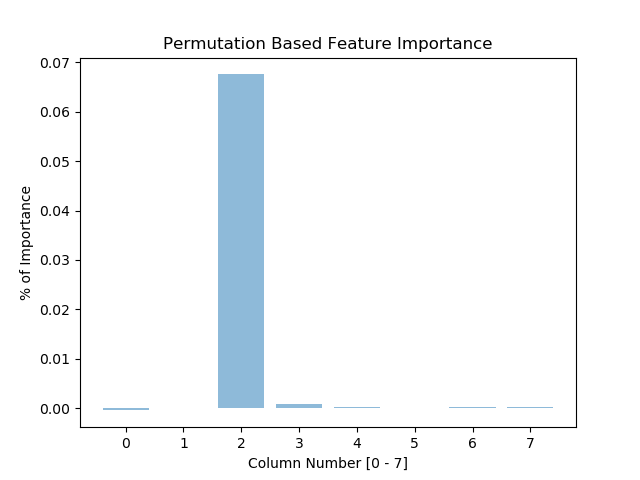 Permutation Based Feature Importance
0.07
0.06
0.05
0.04
0.03
0.02
0.01
0.00
% of Importance
0 1 2 3 4 5 6 7
Column Number [0 - 7]